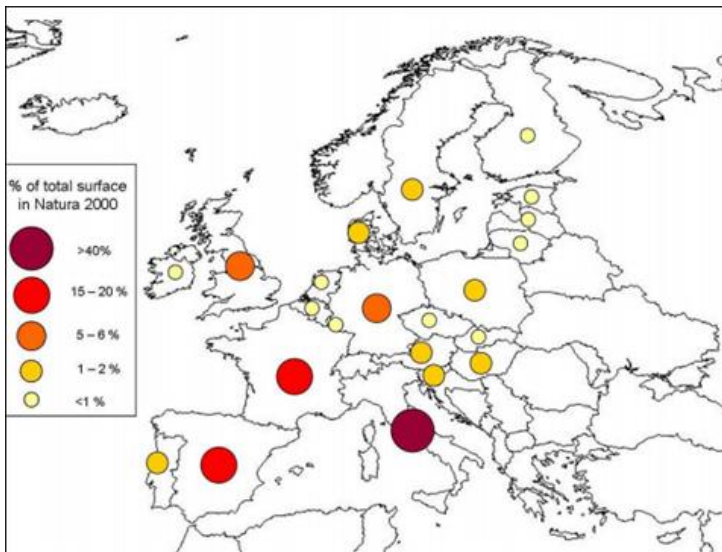 % of total surface
in Natura 2000
>40%
15 – 20 %
5 – 6 %
1 – 2 %
<1 %